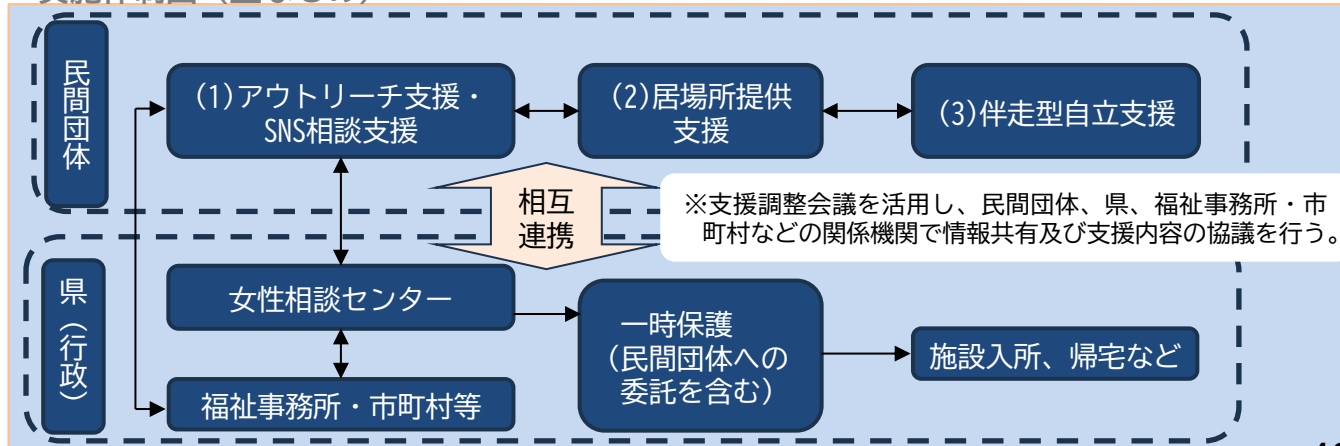 民間団体
(1)アウトリーチ支援・
SNS相談支援
(2)居場所提供
支援
(3)伴走型自立支援
相互
連携
※支援調整会議を活用し、民間団体、県、福祉事務所・市
町村などの関係機関で情報共有及び支援内容の協議を行う。
県(行政)
女性相談センター
一時保護
(民間団体への
委託を含む)
施設入所、帰宅など
福祉事務所・市町村等